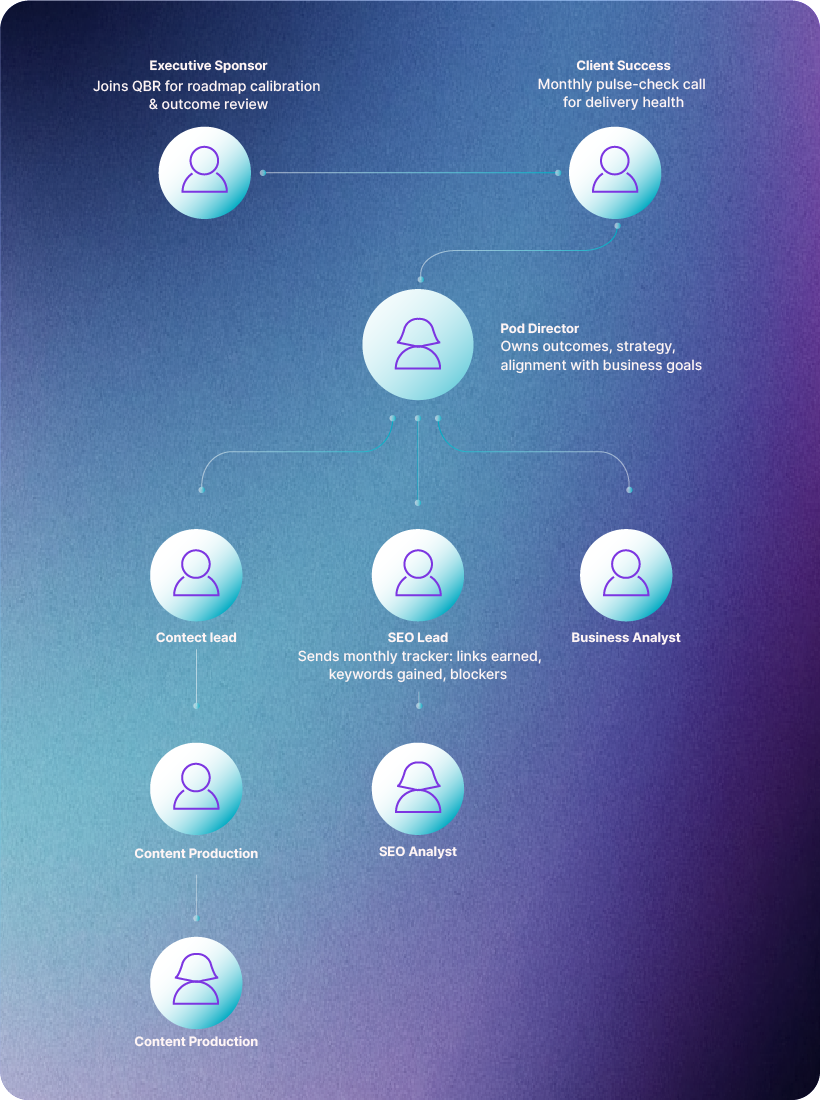 Executive Sponsor
Joins QBR for roadmap calibration
& outcome review
Client Success
Monthly pulse-check call
for delivery health
Pod Director
Owns outcomes, strategy,
alignment with business goals
Contect lead
SEO Lead
Sends monthly tracker: links earned,
keywords gained, blockers
Business Analyst
Content Production
SEO Analyst
Content Production